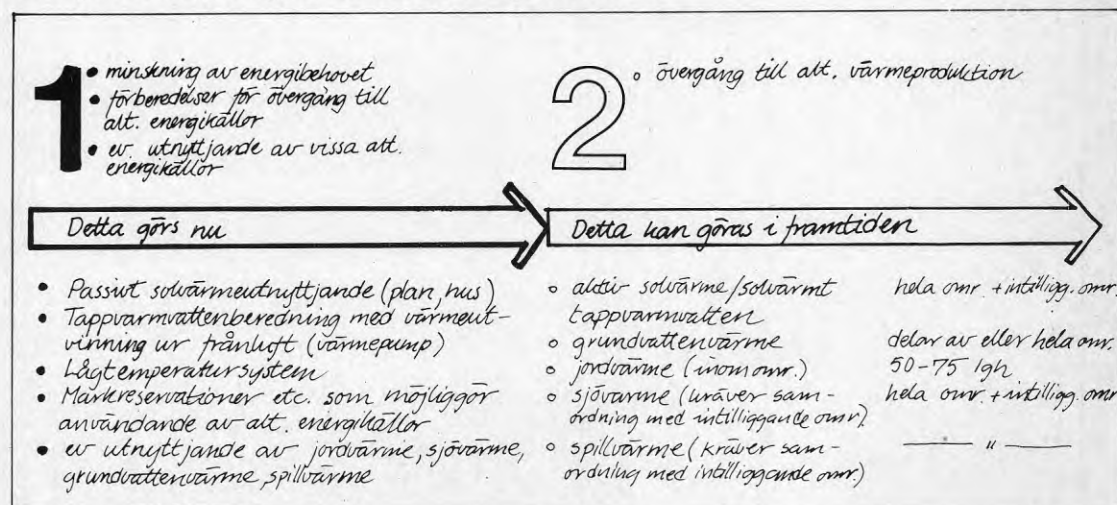 1
• minskning av energibehovet
• förberedelser för övergång till
alt. energikällor
• ev. utnyttjande av vissa alt.
energikällor
2
◦ övergång till alt. värmeproduktion
Detta görs nu
Detta kan göras i framtiden
• Passivt solvärmeutnyttjande (plan, hus)
• Tappvarmvattenberedning med värmeut-
vinning ur frånluft (värmepump)
• Lågtemperatursystem
• Markreservationer etc. som möjliggör
användande av alt. energikällor
• ev utnyttjande av jordvärme, sjövärme,
grundvattenvärme, spillvärme
◦ aktiv solvärme/solvärmt hela omr. + intilligg. omr.
tappvarmvatten
◦ grundvattenvärme delar av eller hela omr.
◦ jordvärme (inom omr.) 50-75 lgh
◦ sjövärme (kräver sam- hela omr. + intilligg. omr
ordning med intilliggande omr.)
◦ spillvärme (kräver sam- —— " ——
ordning med intilliggande omr.)